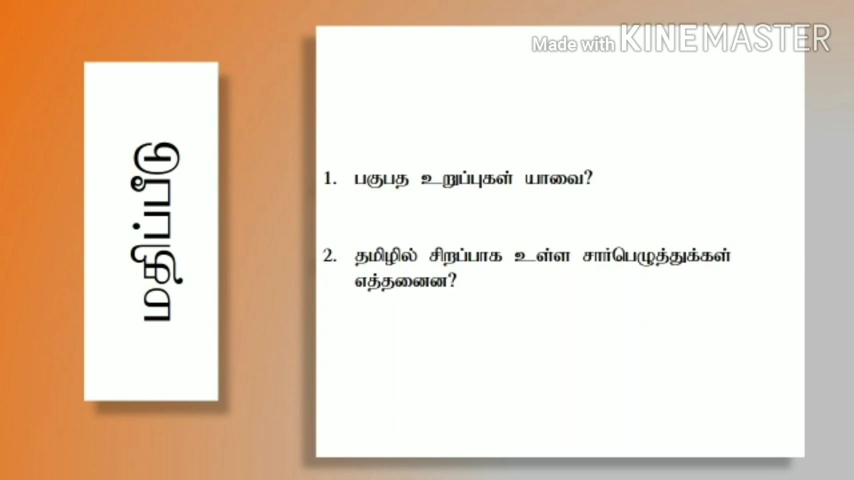 Made with KINEMASTER
மதிப்பீடு
1. பகுபத உறுப்புகள் யாவை?
2. தமிழில் சிறப்பாக உள்ள சார்பெழுத்துக்கள்
எத்தனைன?